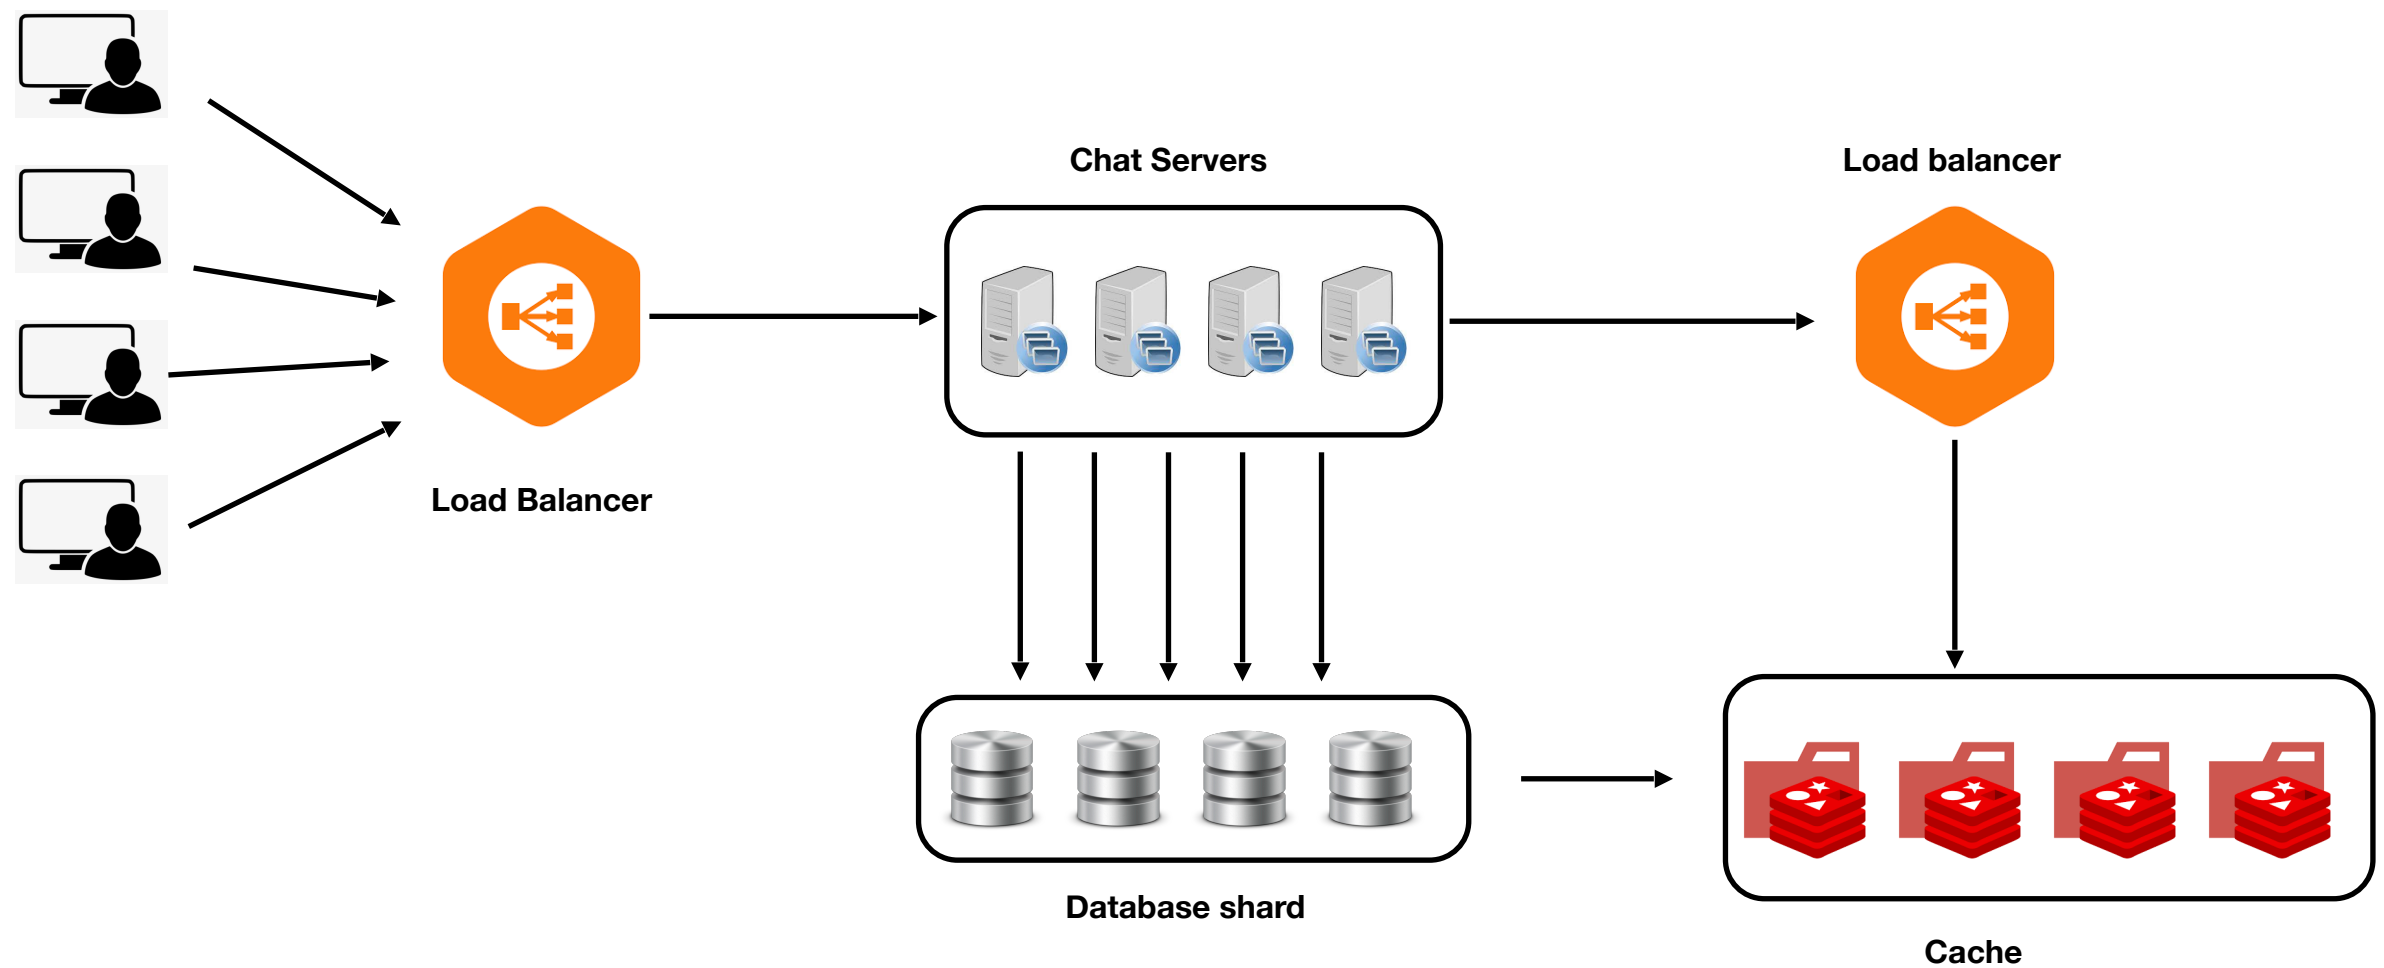 Chat Servers
Load balancer
Load Balancer
Database shard
Cache